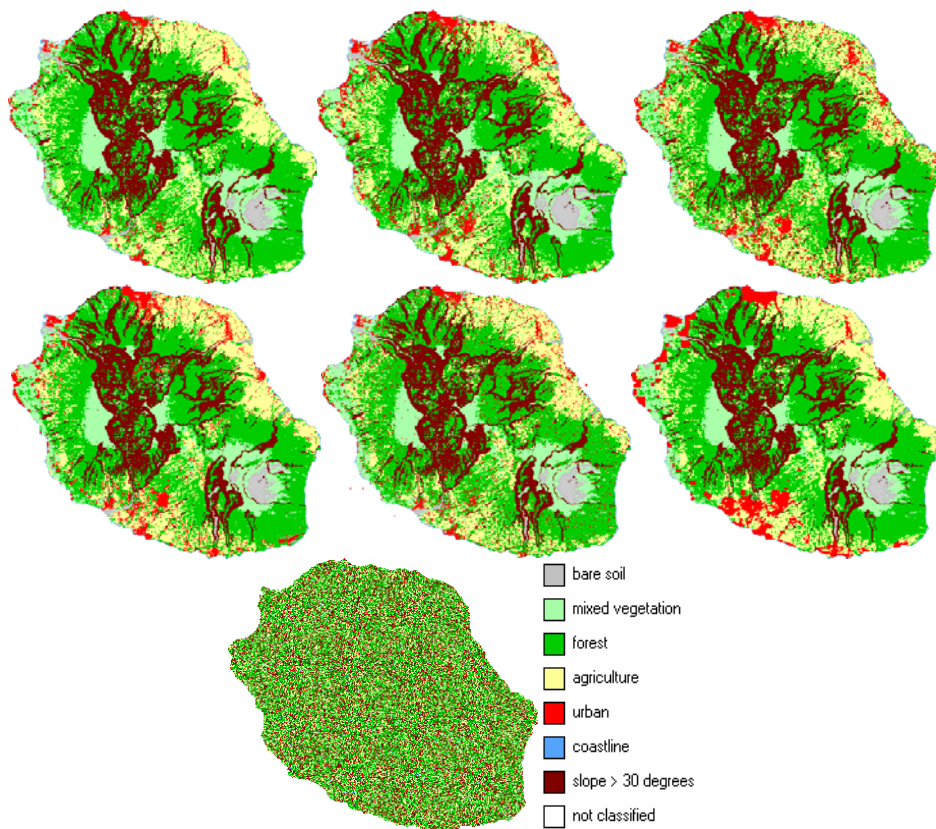 bare soil
mixed vegetation
forest
agriculture
urban
coastline
slope > 30 degrees
not classified